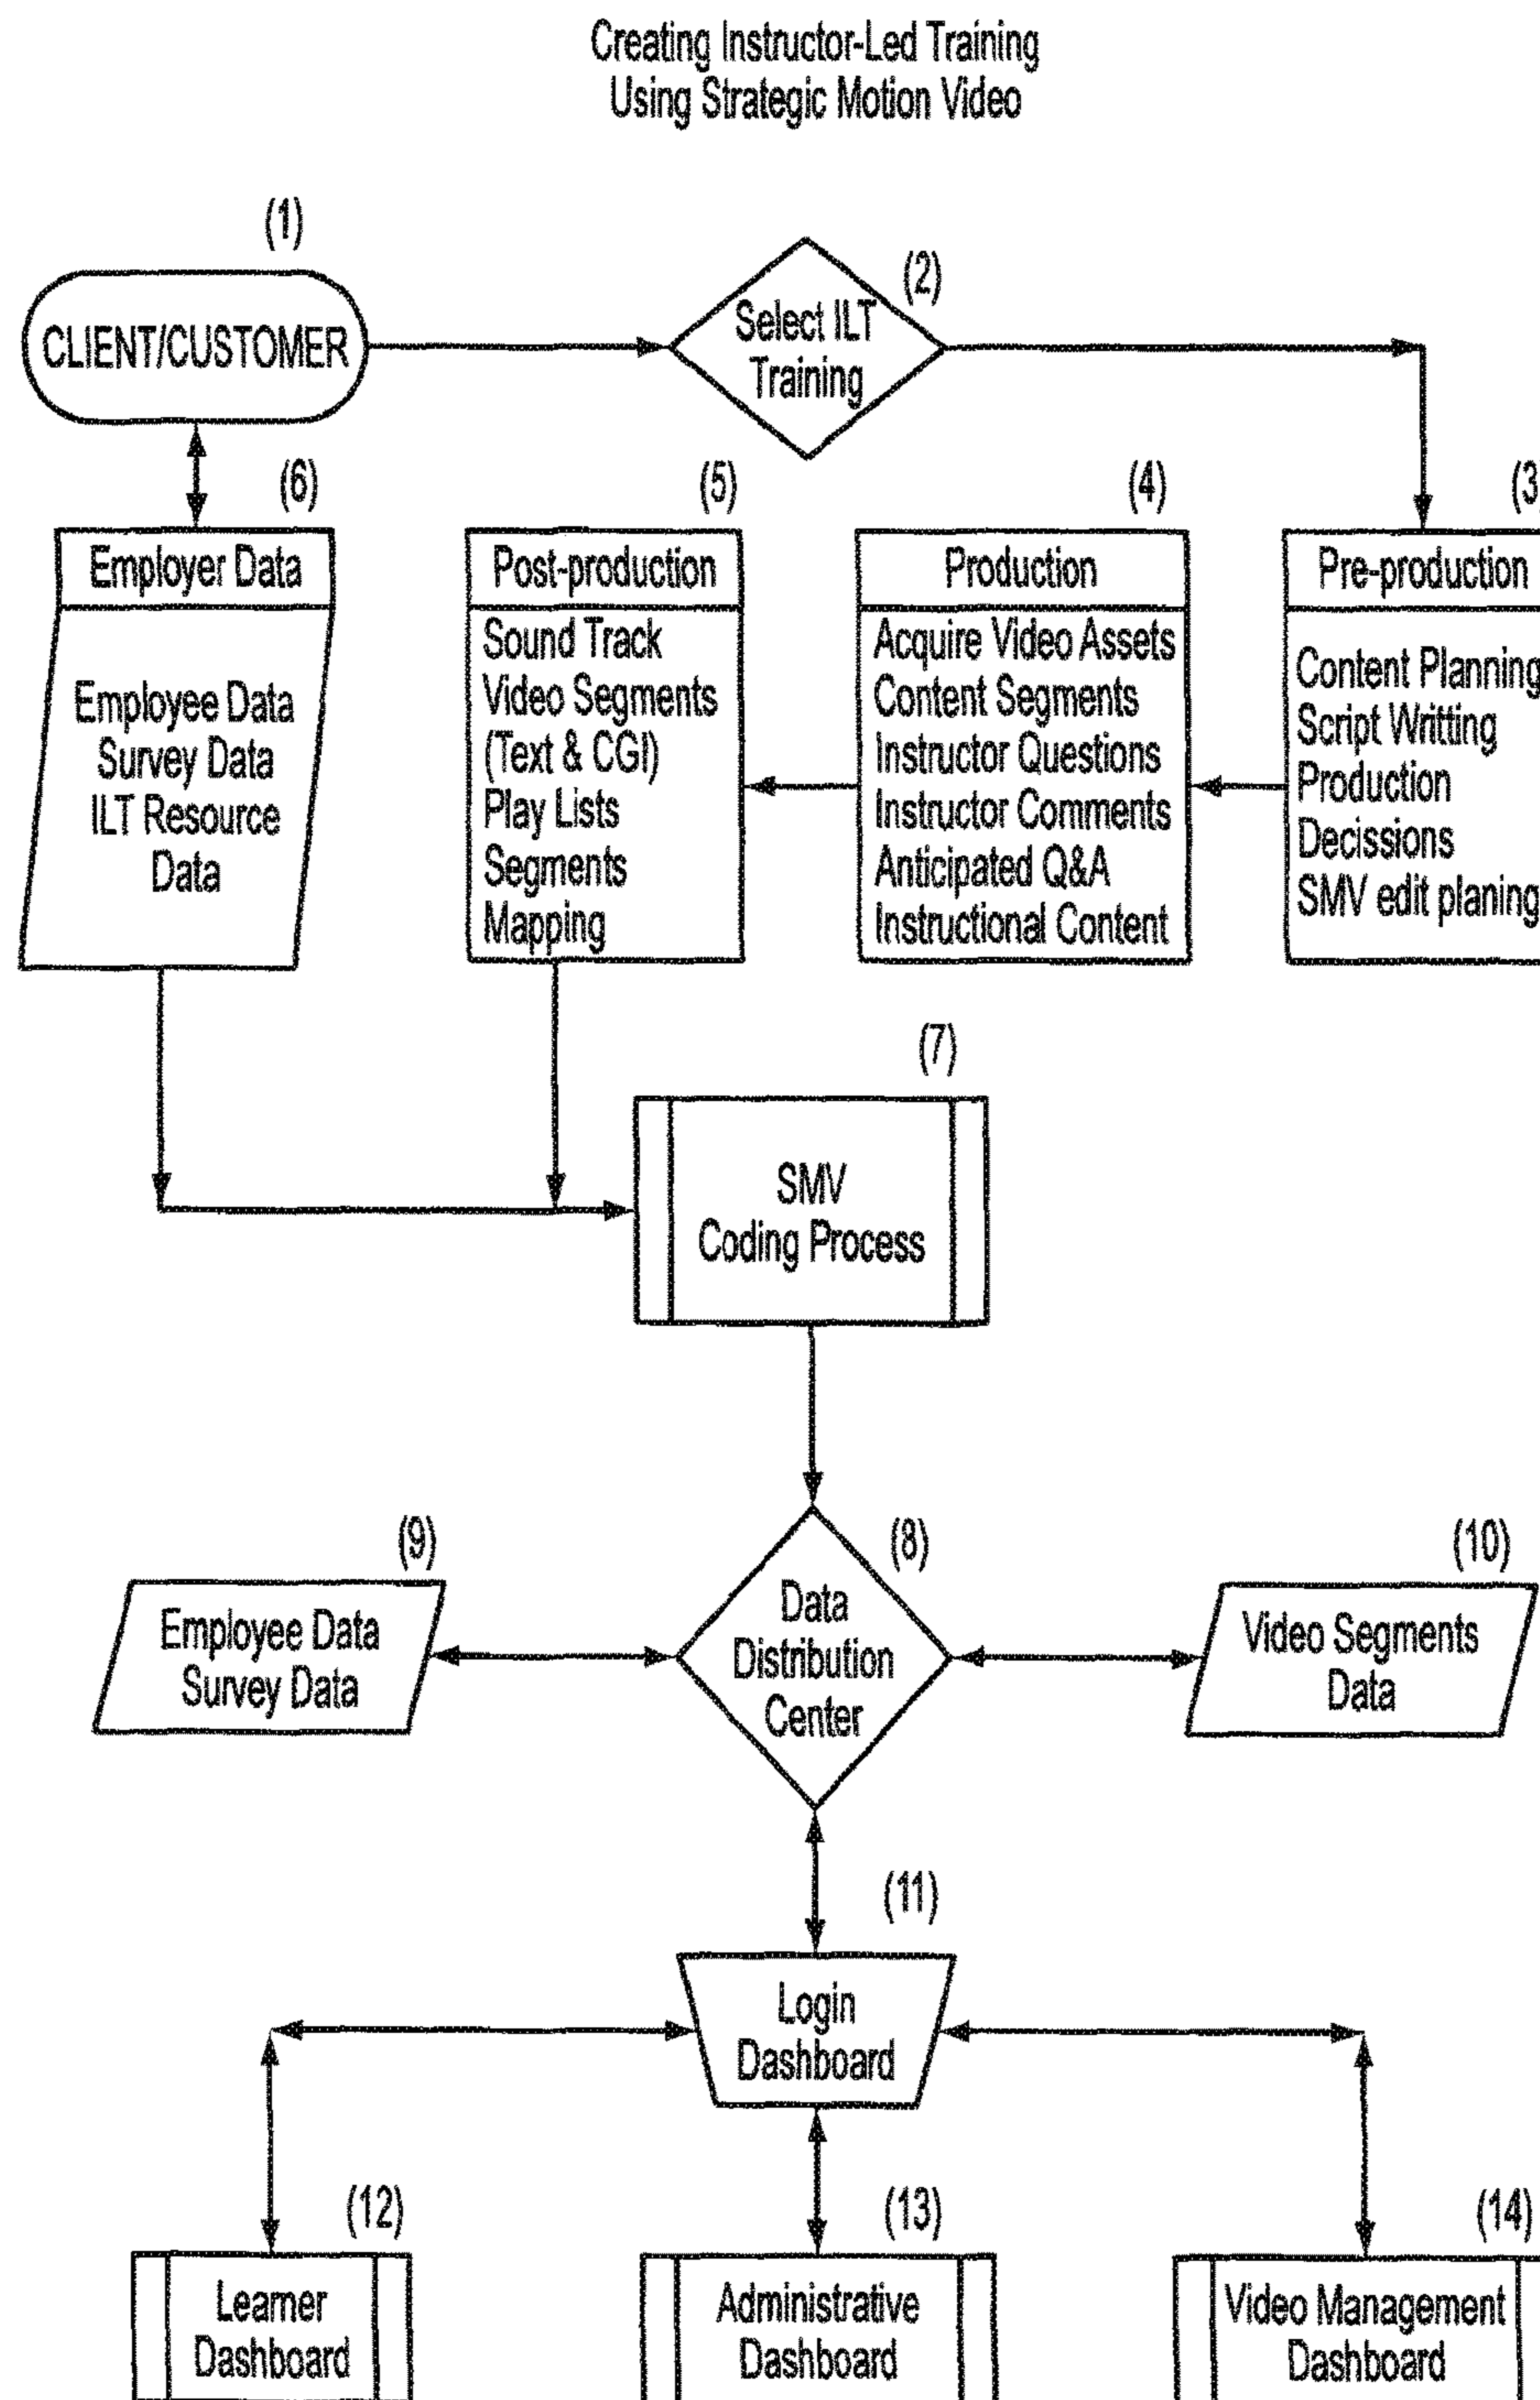 Creating Instructor-Led Training
Using Strategic Motion Video
(1)
CLIENT/CUSTOMER
(2)
Select ILT
Training
(6)
Employer Data
Employee Data
Survey Data
ILT Resource
Data
(5)
Post-production
Sound Track
Video Segments
(Text & CGI)
Play Lists
Segments
Mapping
(4)
Production
Acquire Video Assets
Content Segments
Instructor Questions
Instructor Comments
Anticipated Q&A
Instructional Content
(3
Pre-production
Content Planning
Script Writting
Production
Decissions
SMV edit planing
(7)
SMV
Coding Process
(8)
Data
Distribution
Center
(9)
Employee Data
Survey Data
(10)
Video Segments
Data
(11)
Login
Dashboard
(12)
Learner
Dashboard
(13)
Administrative
Dashboard
(14)
Video Management
Dashboard